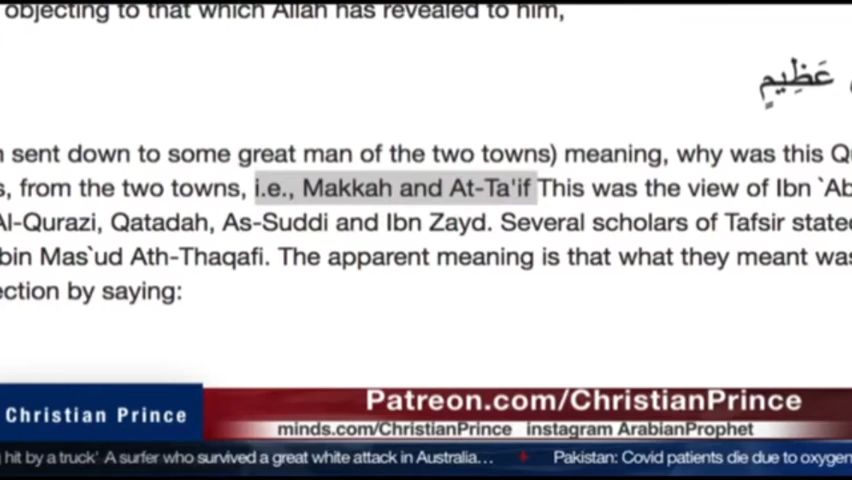 objecting to that which Allah has revealed to him,
عَظِيمٍ
sent down to some great man of the two towns) meaning, why was this
from the two towns, i.e., Makkah and At-Ta'if This was the view of Ibn `Ab
Al-Qurazi, Qatadah, As-Suddi and Ibn Zayd. Several scholars of Tafsir state
bin Mas`ud Ath-Thaqafi. The apparent meaning is that what they meant was
ction by saying:
Christian Prince
Patreon.com/ChristianPrince
minds.com/ChristianPrince instagram ArabianProphet
hit by a truck' A surfer who survived a great white attack in Australia... Pakistan: Covid patients die due to oxygen